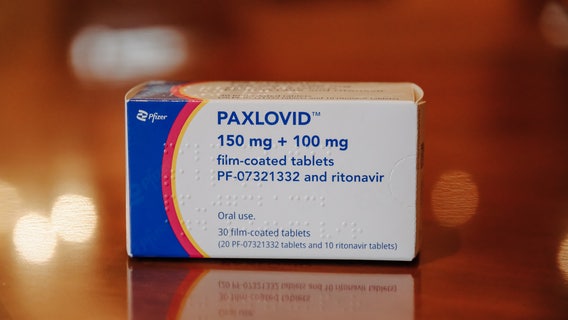 Pfizer
PAXLOVID™
150 mg + 100 mg
film-coated tablets
PF-07321332 and ritonavir
Oral use.
30 film-coated tablets
(20 PF-07321332 tablets and 10 ritonavir tablets)